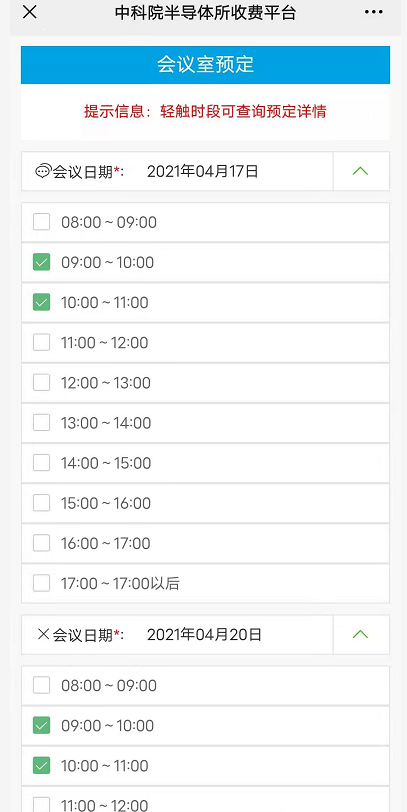 中科院半导体所收费平台
会议室预定
提示信息：轻触时段可查询预定详情
会议日期*： 2021年04月17日
08:00 ~ 09:00
09:00 ~ 10:00
10:00 ~ 11:00
11:00 ~ 12:00
12:00 ~ 13:00
13:00 ~ 14:00
14:00 ~ 15:00
15:00 ~ 16:00
16:00 ~ 17:00
17:00 ~ 17:00以后
会议日期*： 2021年04月20日
08:00 ~ 09:00
09:00 ~ 10:00
10:00 ~ 11:00
11:00 ~ 12:00